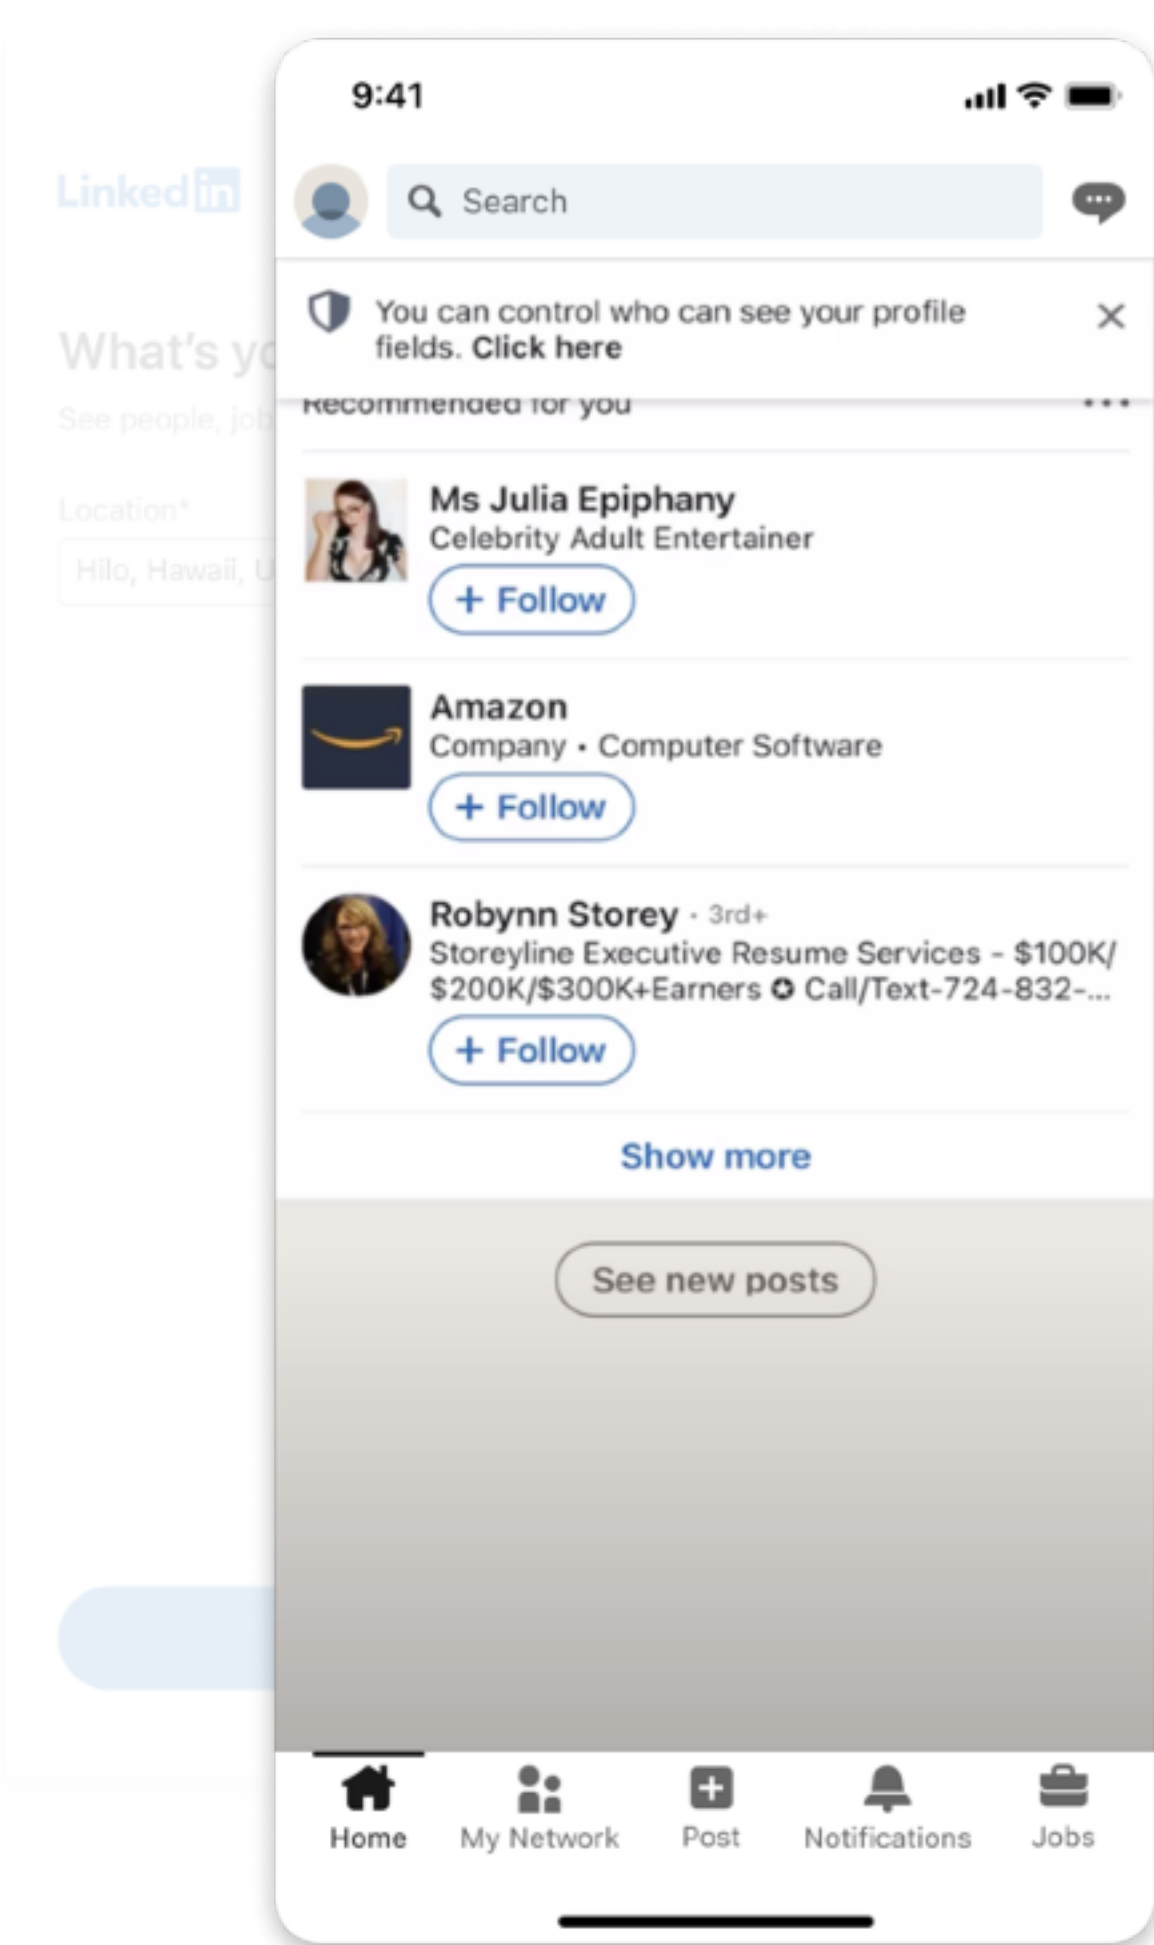 9:41
Linked in
Search
You can control who can see your profile
fields. Click here
What's yo
See people, job
Recommended for you
Location*
Hilo, Hawaii, U
Ms Julia Epiphany
Celebrity Adult Entertainer
+ Follow
Amazon
Company • Computer Software
+ Follow
Robynn Storey · 3rd+
Storeyline Executive Resume Services - $100K/
$200K/$300K+Earners ✪ Call/Text-724-832-...
+ Follow
Show more
See new posts
Home
My Network
Post
Notifications
Jobs